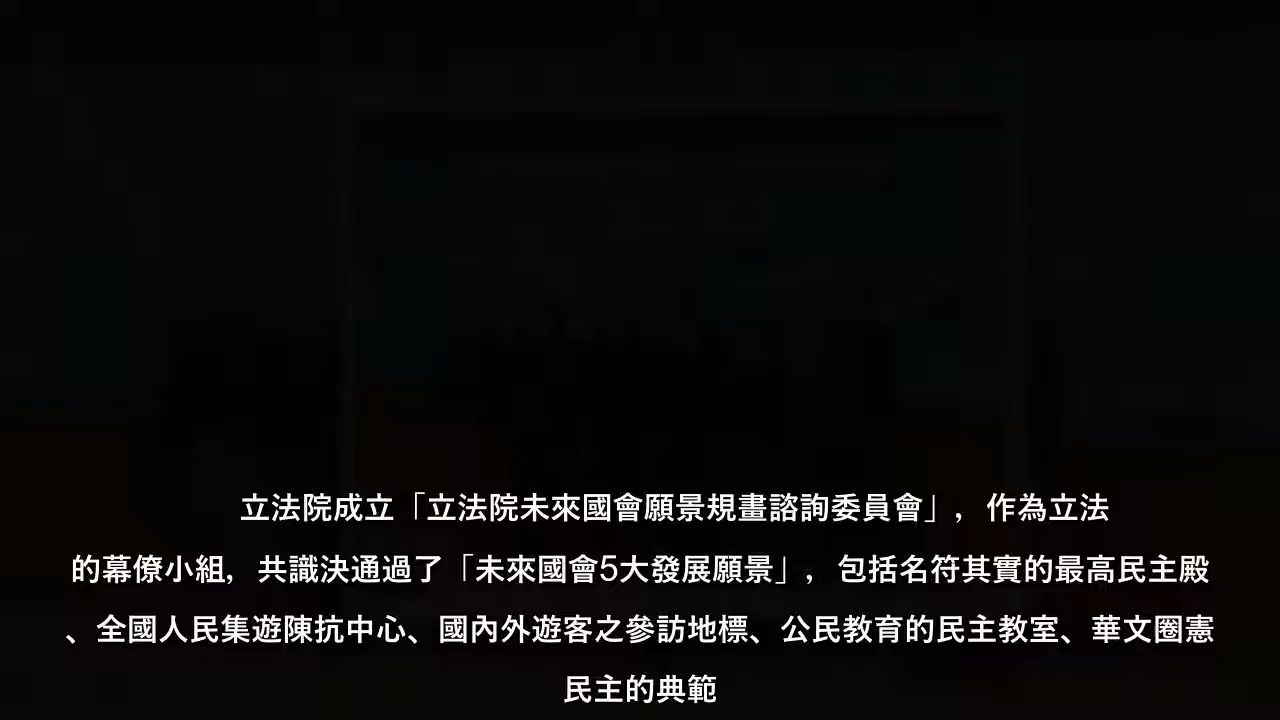 立法院成立「立法院未來國會願景規畫諮詢委員會」，作為立法
的幕僚小組，共識決通過了「未來國會5大發展願景」，包括名符其實的最高民主殿
、全國人民集遊陳抗中心、國內外遊客之參訪地標、公民教育的民主教室、華文圈憲
民主的典範